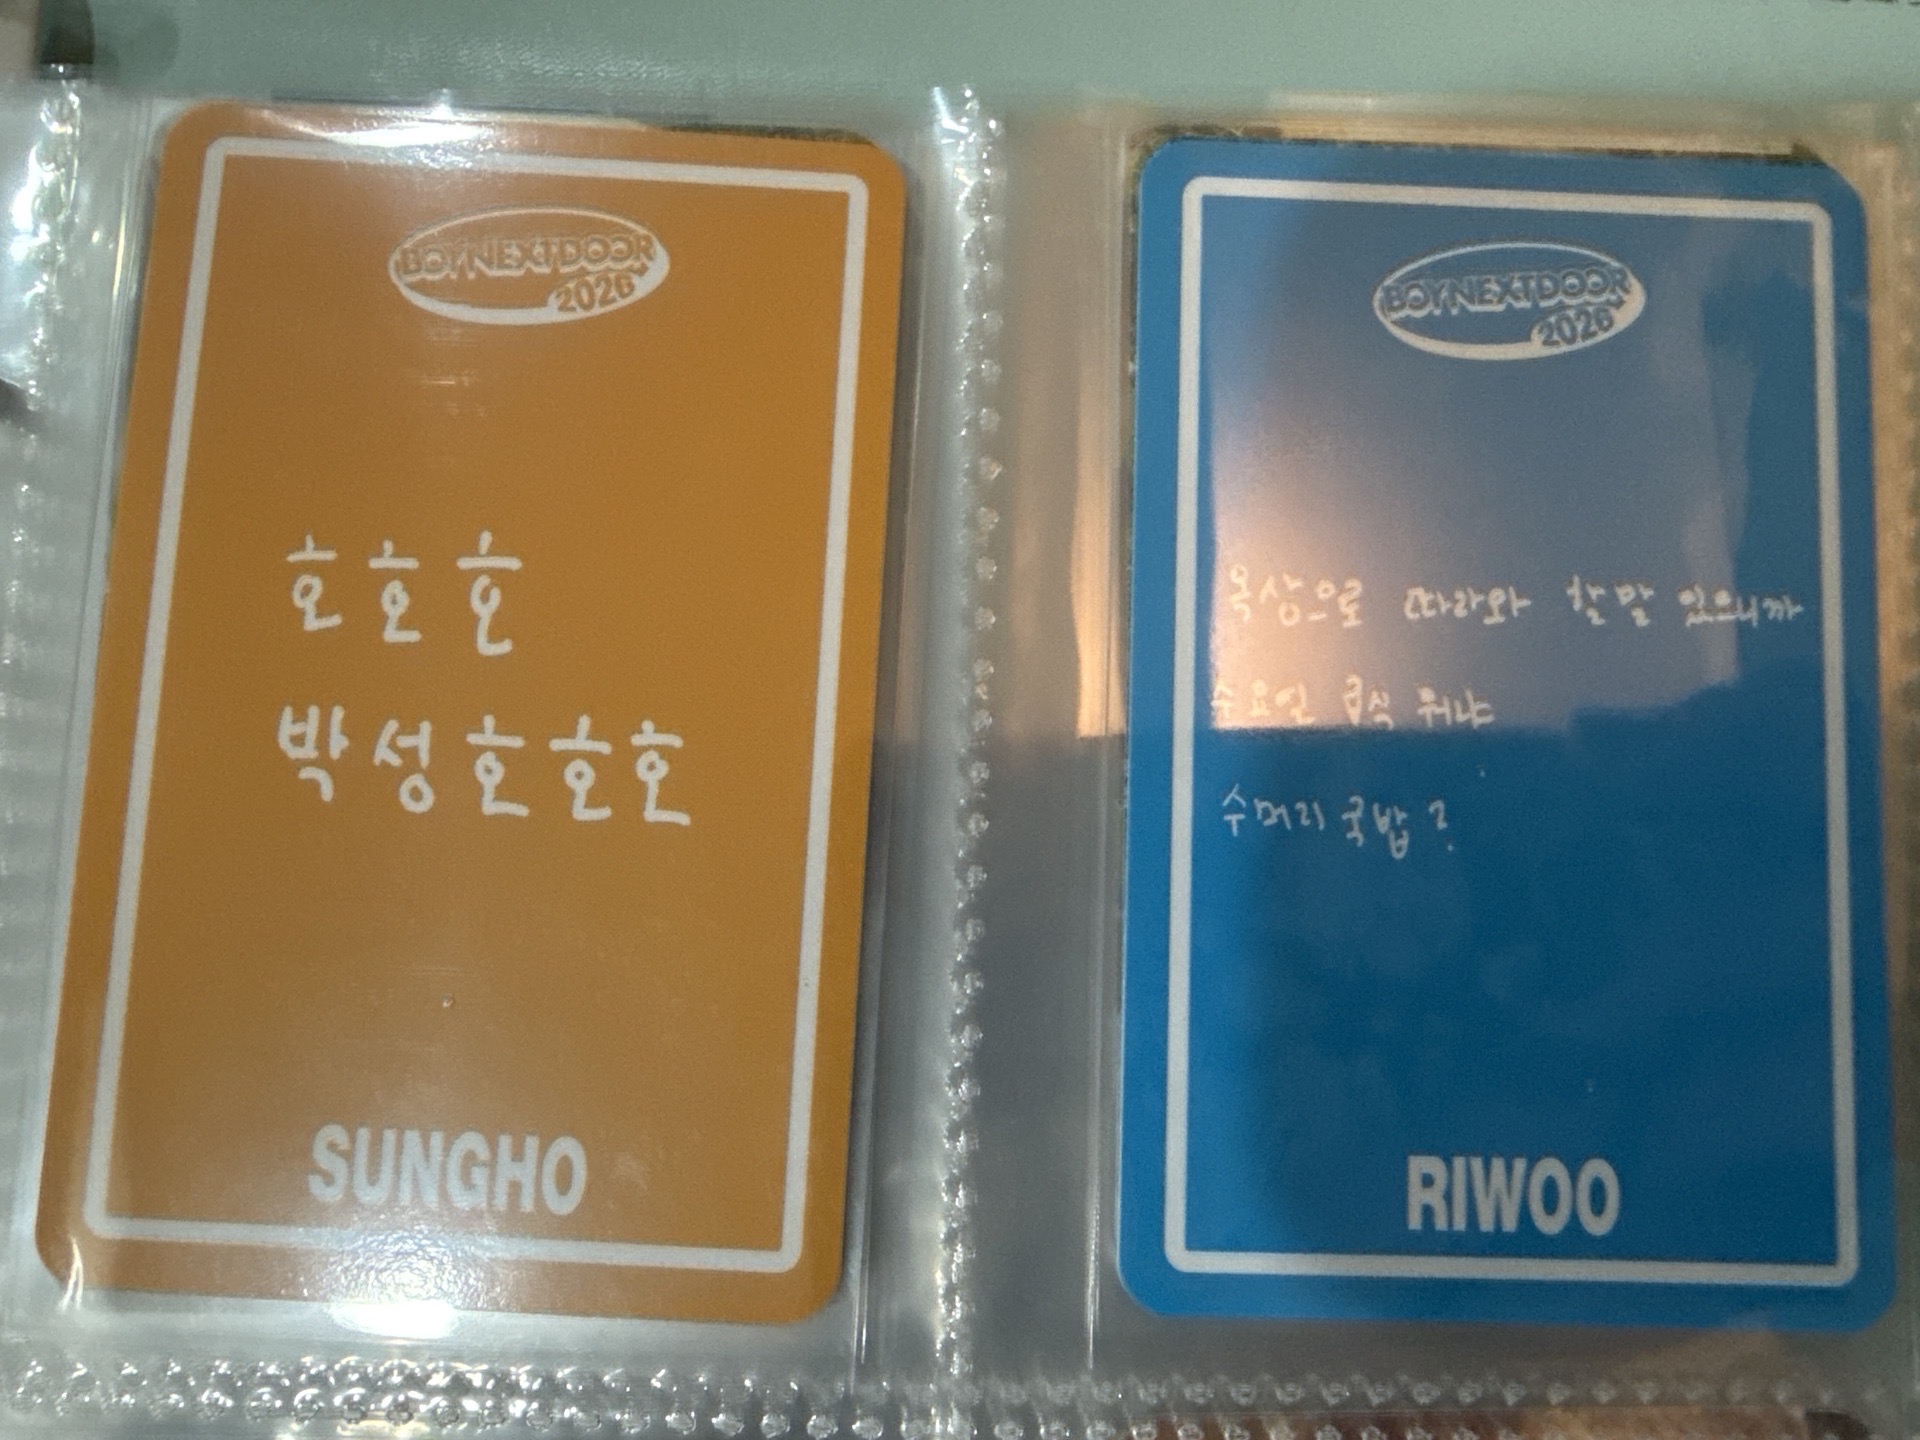 BOYNEXTDOOR
2026
호호호
박성호호호
SUNGHO
BOYNEXTDOOR
2026
옥상으로 따라와 할말 있으니까
수요일 급식 뭐냐
수머리 국밥?
RIWOO